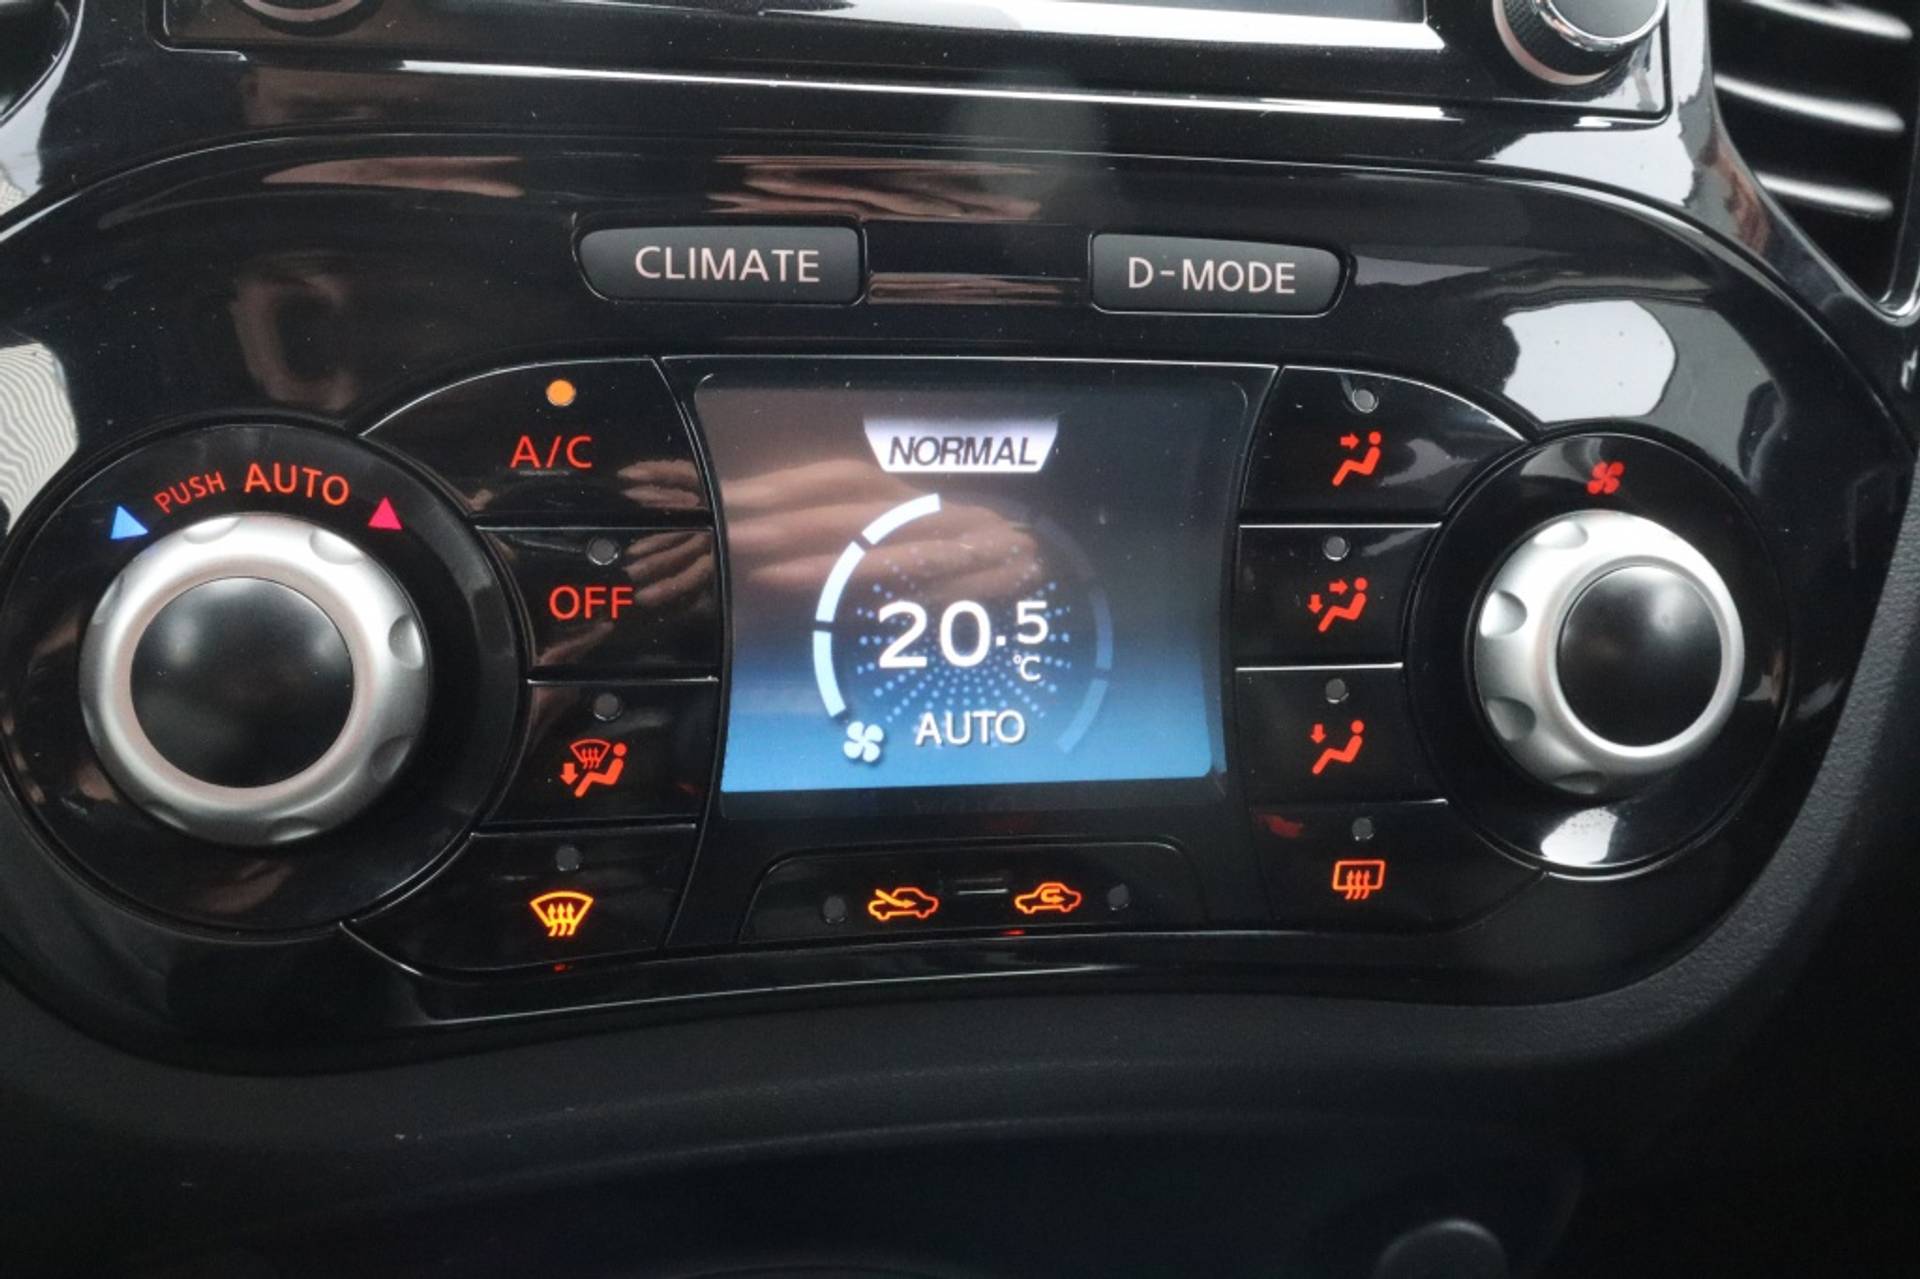 CLIMATE
D-MODE
A/C
NORMAL
PUSH AUTO
OFF
20.5
°C
AUTO